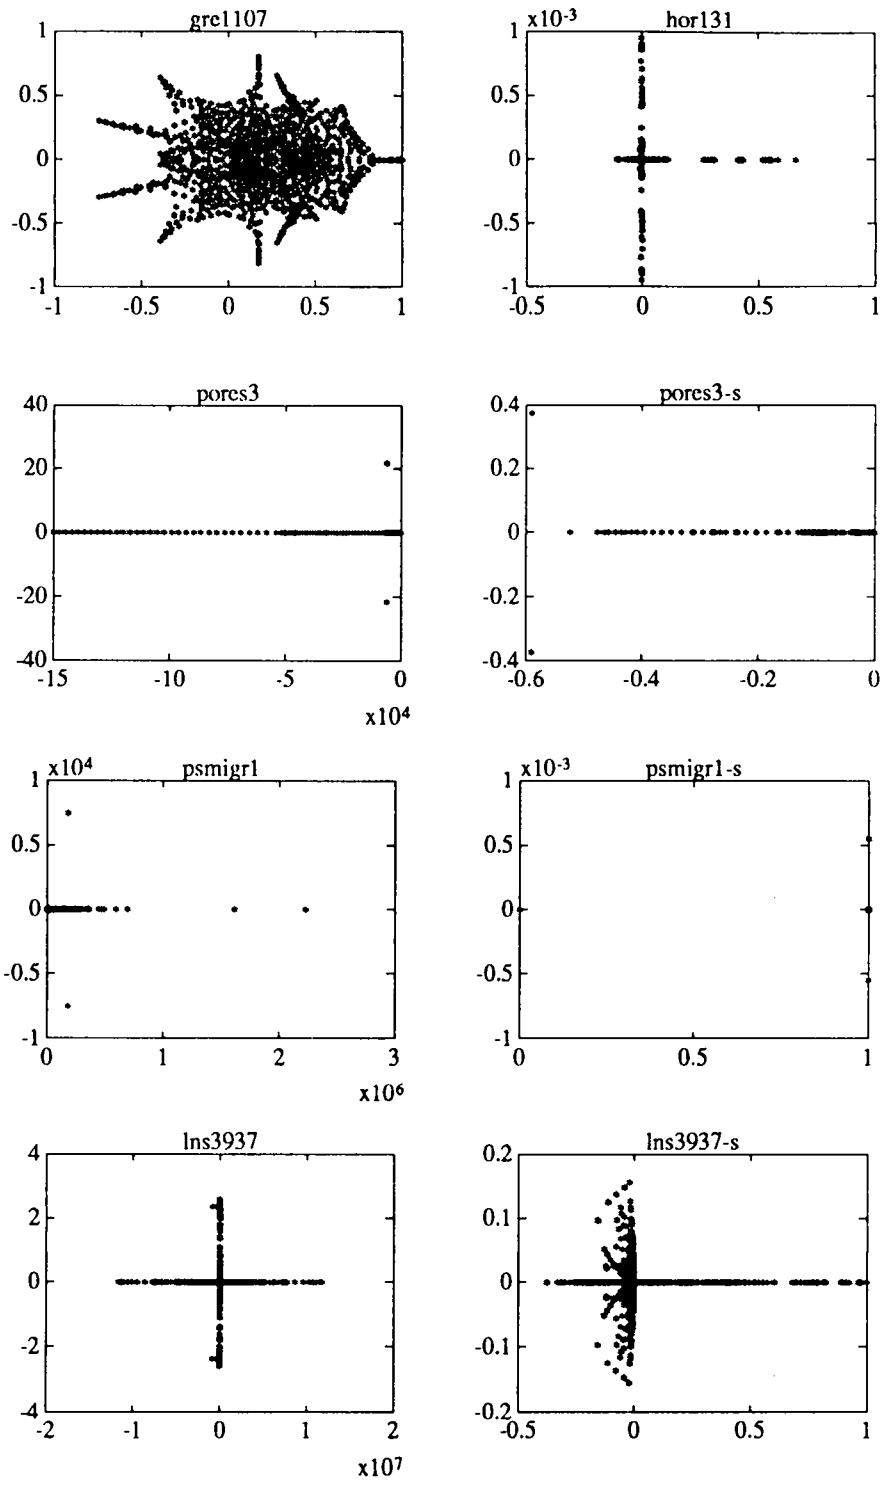 gre1107
1
0.5
0
-0.5
-1
-1 -0.5 0 0.5 1
x10-3 hor131
1
0.5
0
-0.5
-1
-0.5 0 0.5 1
pores3
40
20
0
-20
-40
-15 -10 -5 0
x10⁴
pores3-s
0.4
0.2
0
-0.2
-0.4
-0.6 -0.4 -0.2 0
x10⁴ psmigr1
1
0.5
0
-0.5
-1
0 1 2 3
x10⁶
x10-3 psmigr1-s
1
0.5
0
-0.5
-1
0 0.5 1
lns3937
4
2
0
-2
-4
-2 -1 0 1 2
x10⁷
lns3937-s
0.2
0.1
0
-0.1
-0.2
-0.5 0 0.5 1